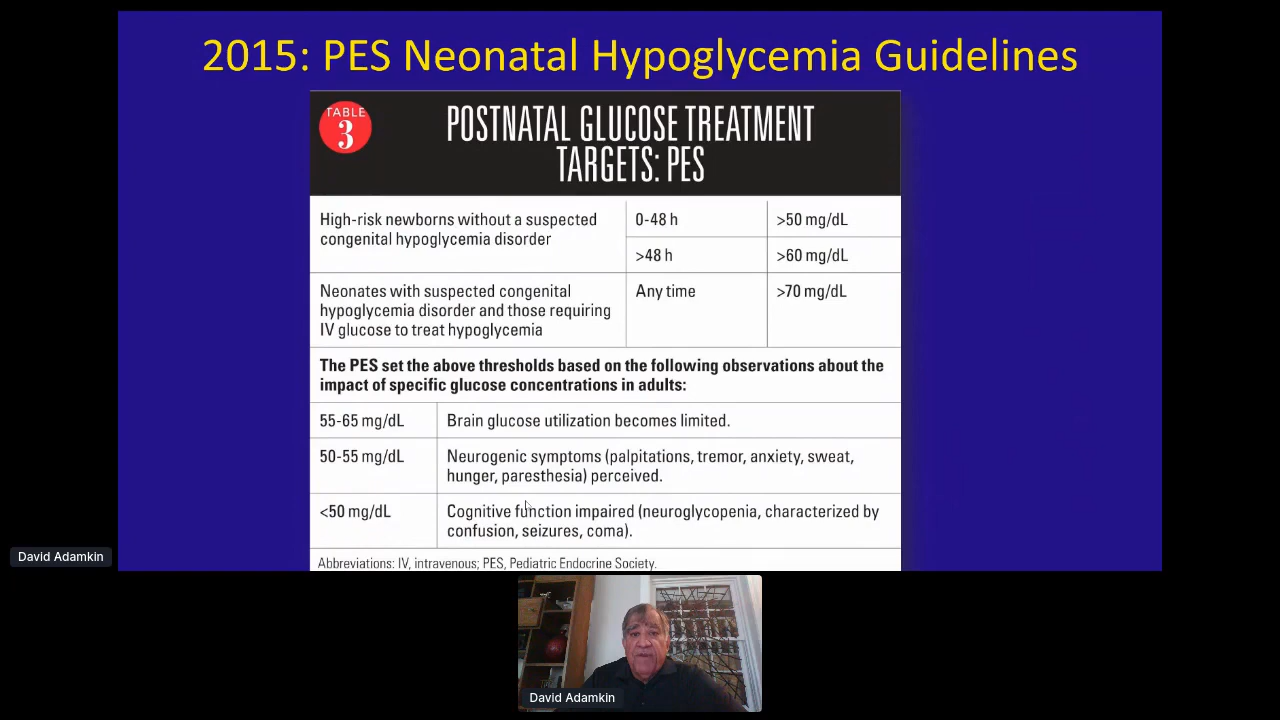 2015: PES Neonatal Hypoglycemia Guidelines
TABLE
3
POSTNATAL GLUCOSE TREATMENT
TARGETS: PES
High-risk newborns without a suspected
congenital hypoglycemia disorder
0-48 h
>50 mg/dL
>48 h
>60 mg/dL
Neonates with suspected congenital
hypoglycemia disorder and those requiring
IV glucose to treat hypoglycemia
Any time
>70 mg/dL
The PES set the above thresholds based on the following observations about the
impact of specific glucose concentrations in adults:
55-65 mg/dL
Brain glucose utilization becomes limited.
50-55 mg/dL
Neurogenic symptoms (palpitations, tremor, anxiety, sweat,
hunger, paresthesia) perceived.
<50 mg/dL
Cognitive function impaired (neuroglycopenia, characterized by
confusion, seizures, coma).
Abbreviations: IV, intravenous; PES, Pediatric Endocrine Society.
David Adamkin
David Adamkin